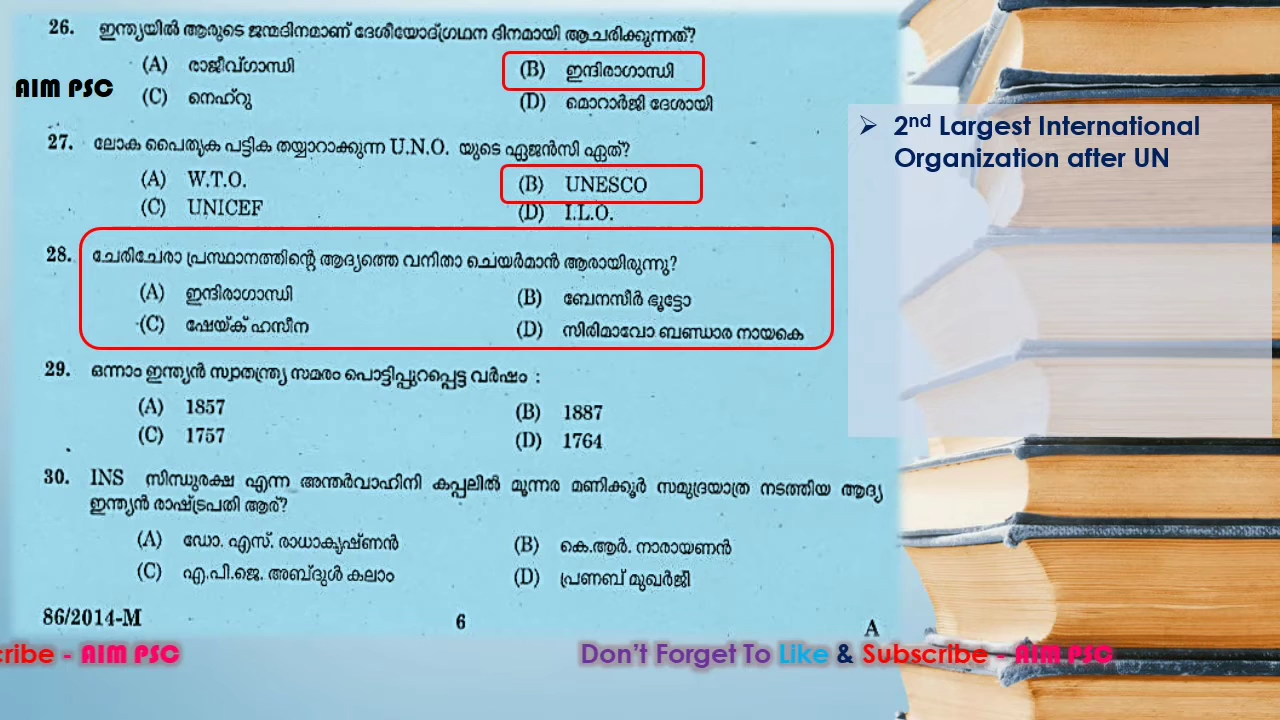 26. ഇന്ത്യയിൽ ആരുടെ ജന്മദിനമാണ് ദേശീയോദ്ഗ്രഥന ദിനമായി ആചരിക്കുന്നത്?
(A) രാജീവ്ഗാന്ധി (B) ഇന്ദിരാഗാന്ധി
AIM PSC
(C) നെഹ്റു (D) മൊറാർജി ദേശായി
27. ലോക പൈതൃക പട്ടിക തയ്യാറാക്കുന്ന U.N.O. യുടെ ഏജൻസി ഏത്?
(A) W.T.O. (B) UNESCO
(C) UNICEF (D) I.L.O.
28. ചേരിചേരാ പ്രസ്ഥാനത്തിന്റെ ആദ്യത്തെ വനിതാ ചെയർമാൻ ആരായിരുന്നു?
(A) ഇന്ദിരാഗാന്ധി (B) ബേനസീർ ഭൂട്ടോ
(C) ഷേയ്ക് ഹസീന (D) സിരിമാവോ ബണ്ഡാര നായകെ
29. ഒന്നാം ഇന്ത്യൻ സ്വാതന്ത്ര്യ സമരം പൊട്ടിപ്പുറപ്പെട്ട വർഷം :
(A) 1857 (B) 1887
(C) 1757 (D) 1764
30. INS സിന്ധുരക്ഷ എന്ന അന്തർവാഹിനി കപ്പലിൽ മൂന്നര മണിക്കൂർ സമുദ്രയാത്ര നടത്തിയ ആദ്യ
ഇന്ത്യൻ രാഷ്ട്രപതി ആര്?
(A) ഡോ. എസ്. രാധാകൃഷ്ണൻ (B) കെ.ആർ. നാരായണൻ
(C) എ.പി.ജെ. അബ്ദുൾ കലാം (D) പ്രണബ് മുഖർജി
86/2014-M 6 A
➢ 2nd Largest International
Organization after UN
cribe - AIM PSC Don't Forget To Like & Subscribe - AIM PSC